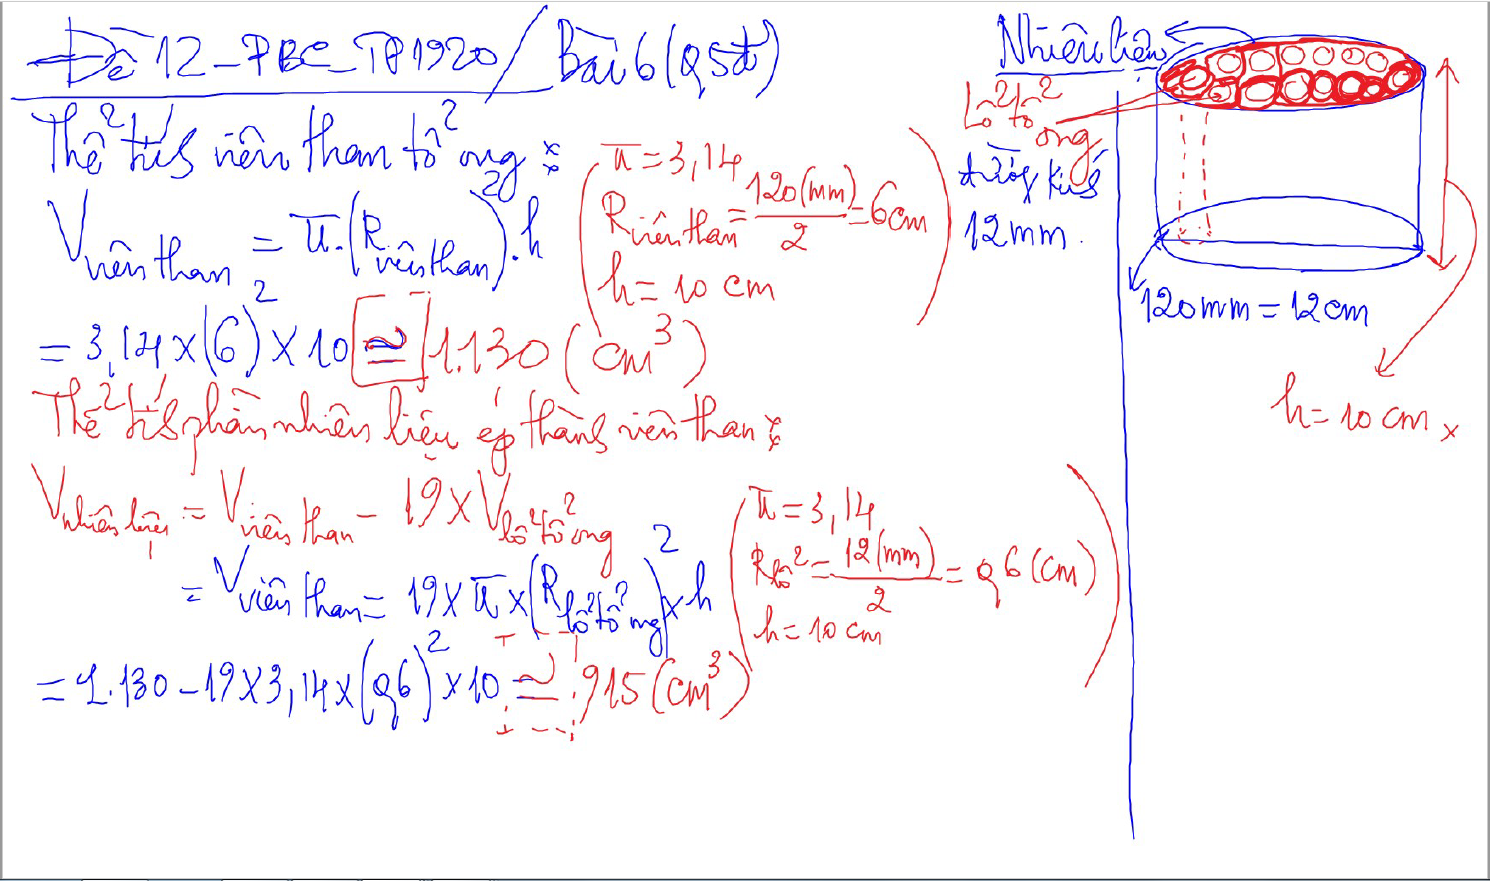 Đề 12 - PBC - TP 1920 / Bài 6 (0,5đ)
Thể tích viên than tổ ong :
V viên than = π.(R viên than)².h
(π = 3,14
R viên than = 120(mm)/2 = 6cm
h = 10 cm)
= 3,14 x (6)² x 10 ≃ 1.130 (cm³)
Thể tích phần nhiên liệu ép thành viên than :
V nhiên liệu = V viên than - 19 x V lỗ tổ ong
= V viên than = 19 x π x (R lỗ tổ ong)² x h
(π = 3,14
R lỗ = 12(mm)/2 = 0,6 (cm)
h = 10 cm)
= 1.130 - 19 x 3,14 x (0,6)² x 10 ≃ 915 (cm³)
Nhiên liệu
Lỗ tổ ong
đường kính
12mm.
120mm = 12cm
h = 10 cm x